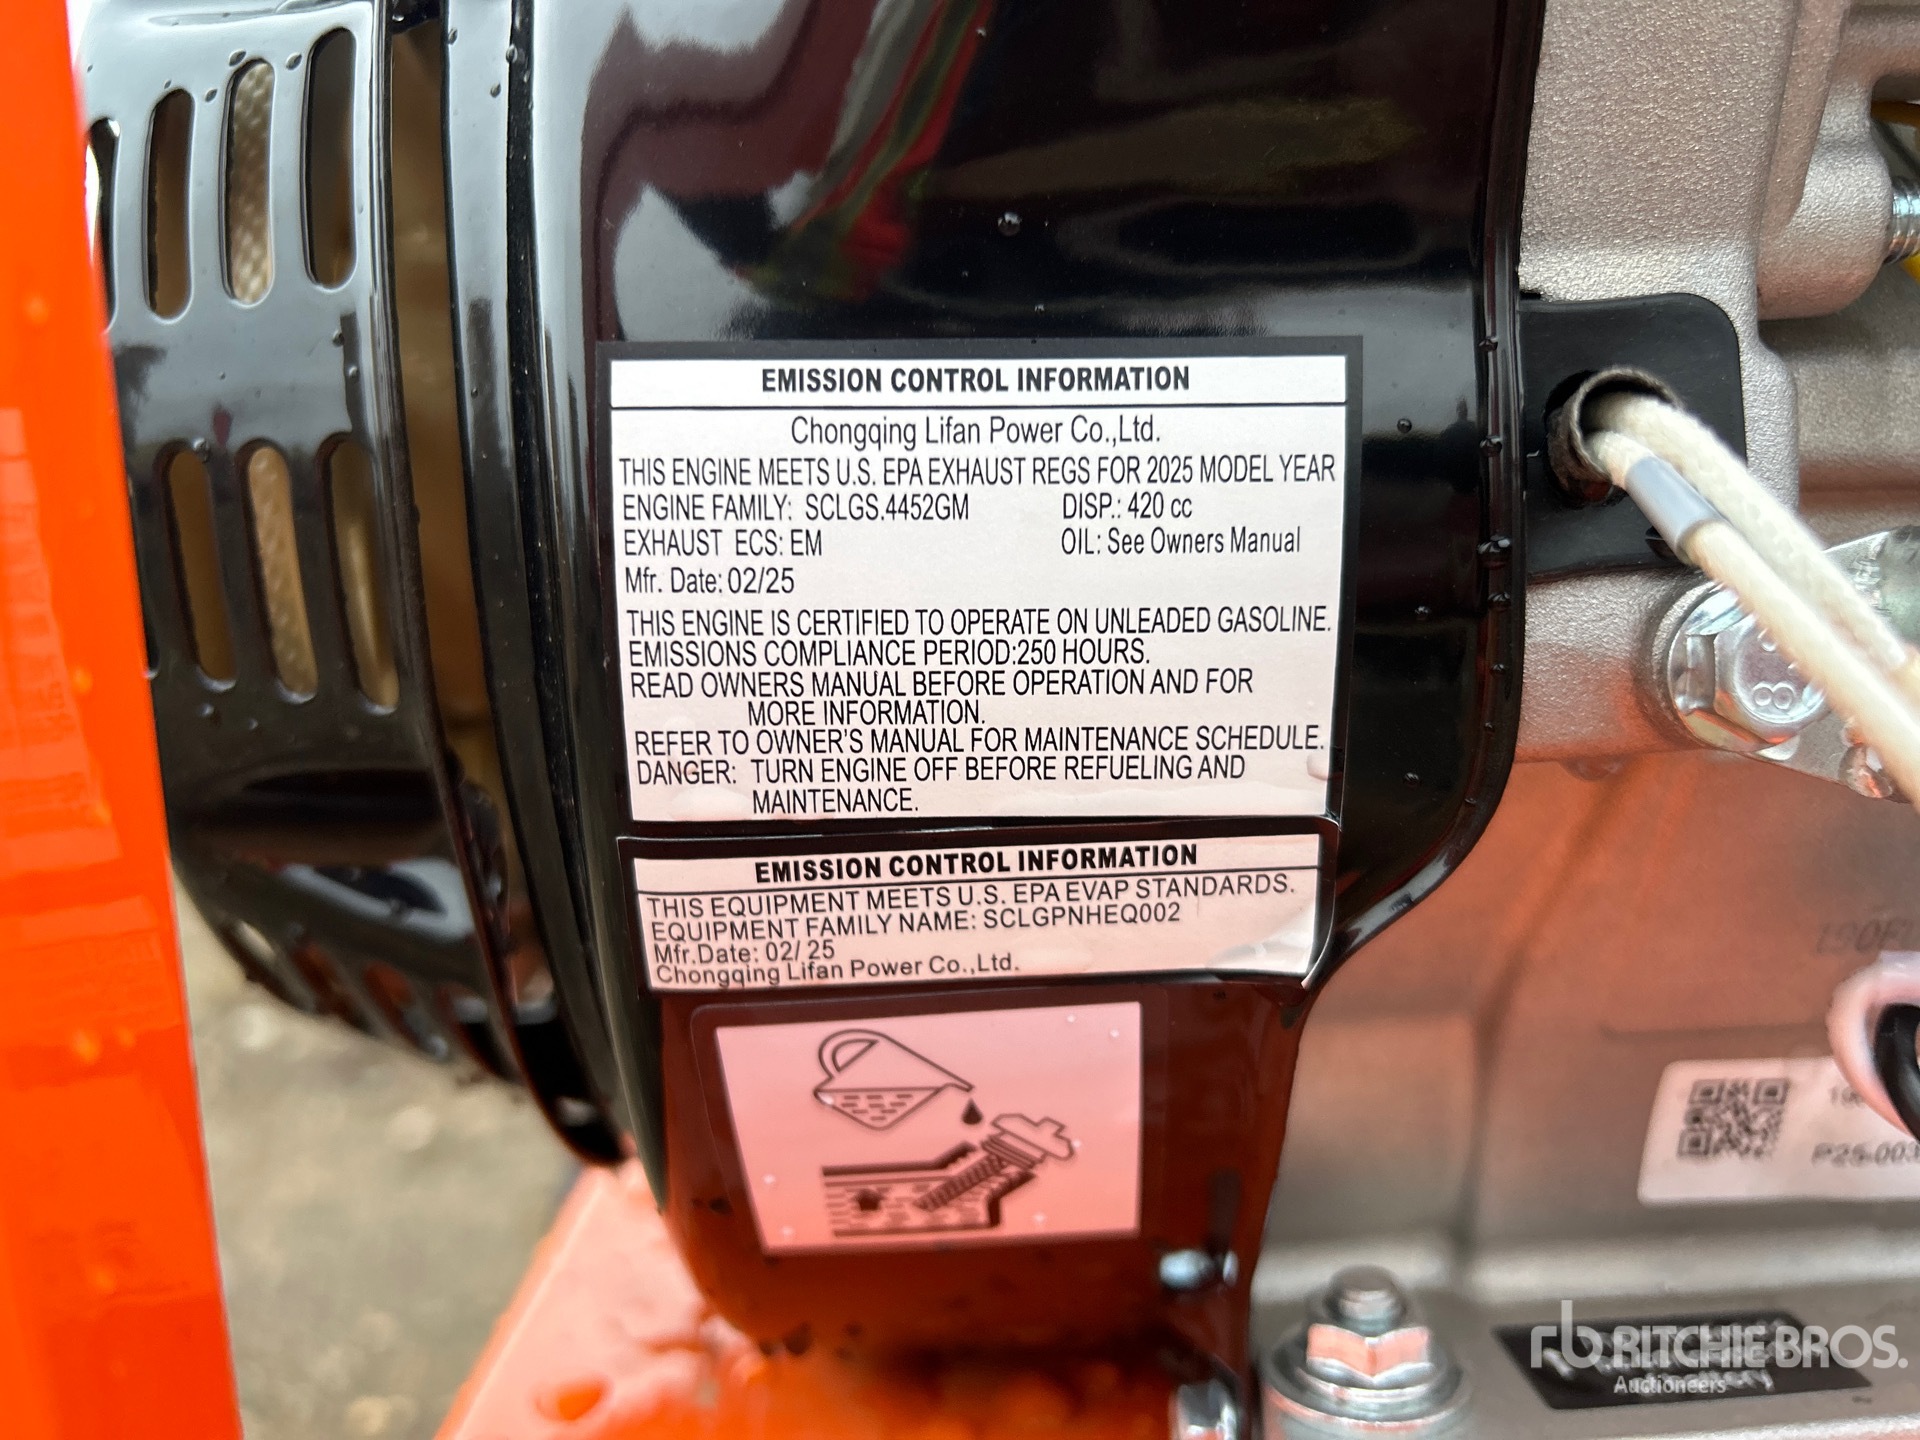 EMISSION CONTROL INFORMATION
Chongqing Lifan Power Co.,Ltd.
THIS ENGINE MEETS U.S. EPA EXHAUST REGS FOR 2025 MODEL YEAR
ENGINE FAMILY: SCLGS.4452GM DISP.: 420 cc
EXHAUST ECS: EM OIL: See Owners Manual
Mfr. Date: 02/25
THIS ENGINE IS CERTIFIED TO OPERATE ON UNLEADED GASOLINE.
EMISSIONS COMPLIANCE PERIOD:250 HOURS.
READ OWNERS MANUAL BEFORE OPERATION AND FOR
MORE INFORMATION.
REFER TO OWNER'S MANUAL FOR MAINTENANCE SCHEDULE.
DANGER: TURN ENGINE OFF BEFORE REFUELING AND
MAINTENANCE.
EMISSION CONTROL INFORMATION
THIS EQUIPMENT MEETS U.S. EPA EVAP STANDARDS.
EQUIPMENT FAMILY NAME: SCLGPNHEQ002
Mfr.Date: 02/ 25
Chongqing Lifan Power Co.,Ltd.
8
P25-003
rb RITCHIE BROS.
Auctioneers